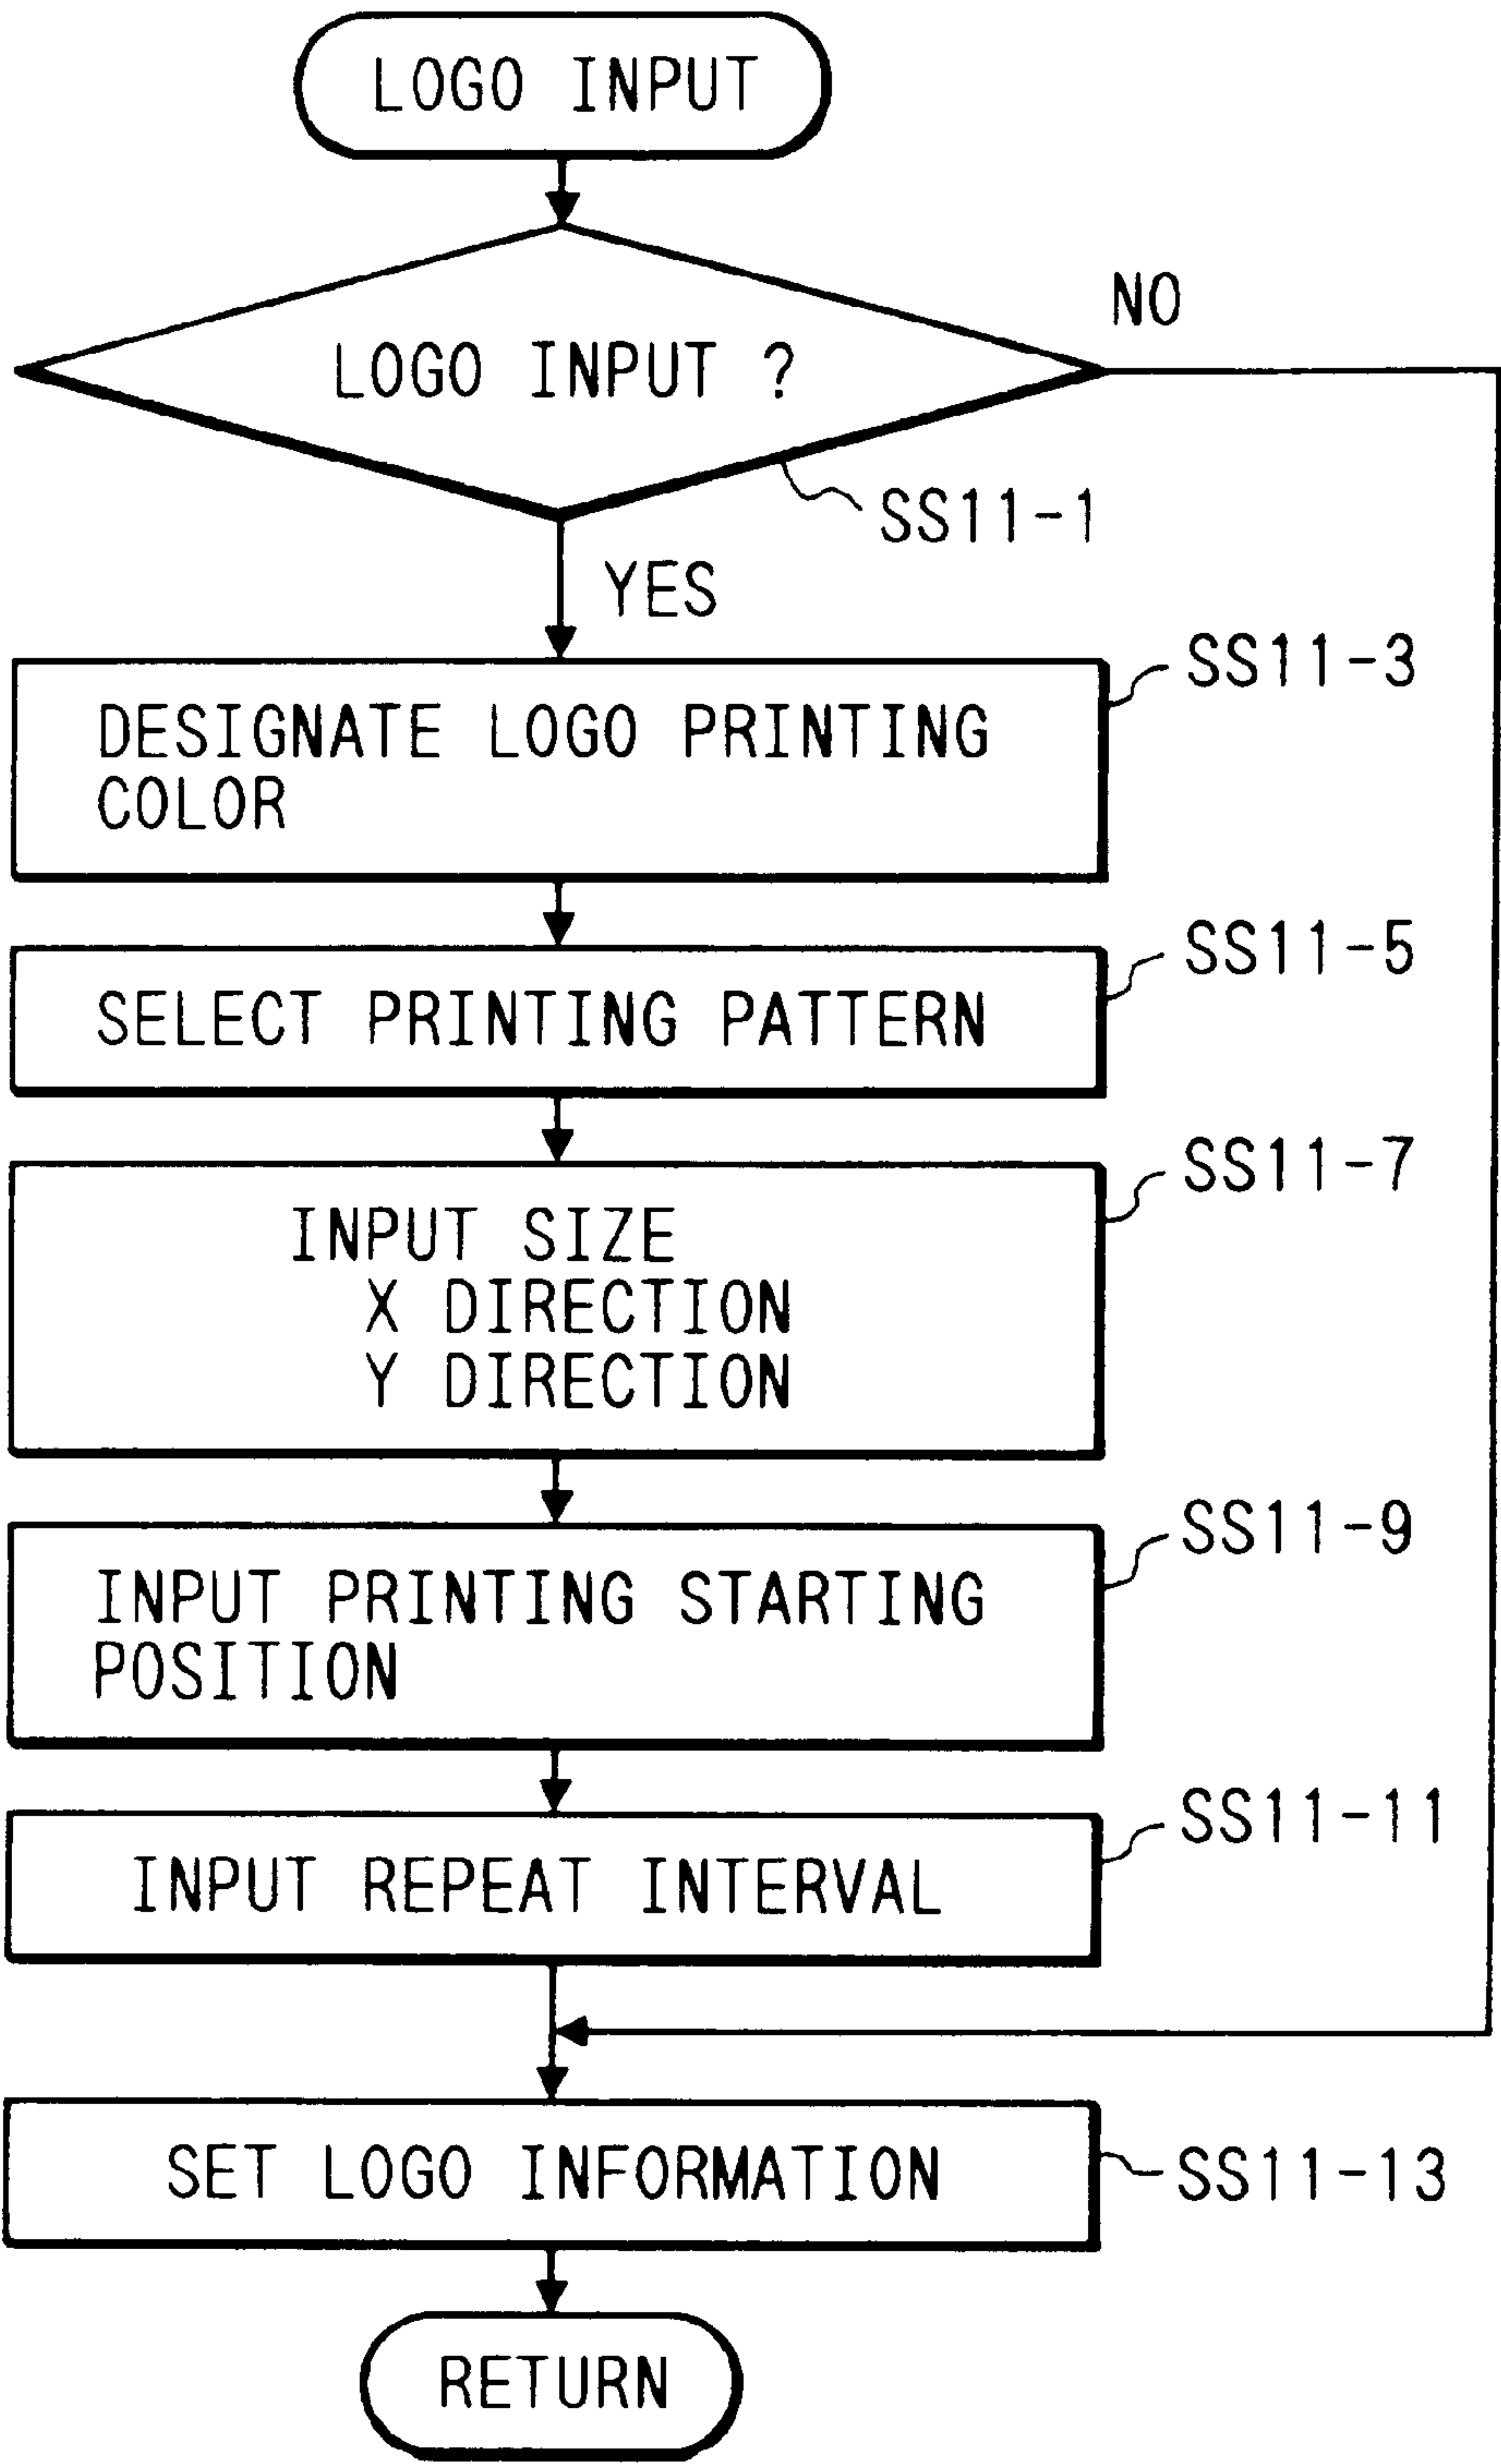 LOGO INPUT
NO
LOGO INPUT ?
SS11-1
YES
SS11-3
DESIGNATE LOGO PRINTING
COLOR
SS11-5
SELECT PRINTING PATTERN
SS11-7
INPUT SIZE
X DIRECTION
Y DIRECTION
SS11-9
INPUT PRINTING STARTING
POSITION
SS11-11
INPUT REPEAT INTERVAL
SET LOGO INFORMATION
SS11-13
RETURN